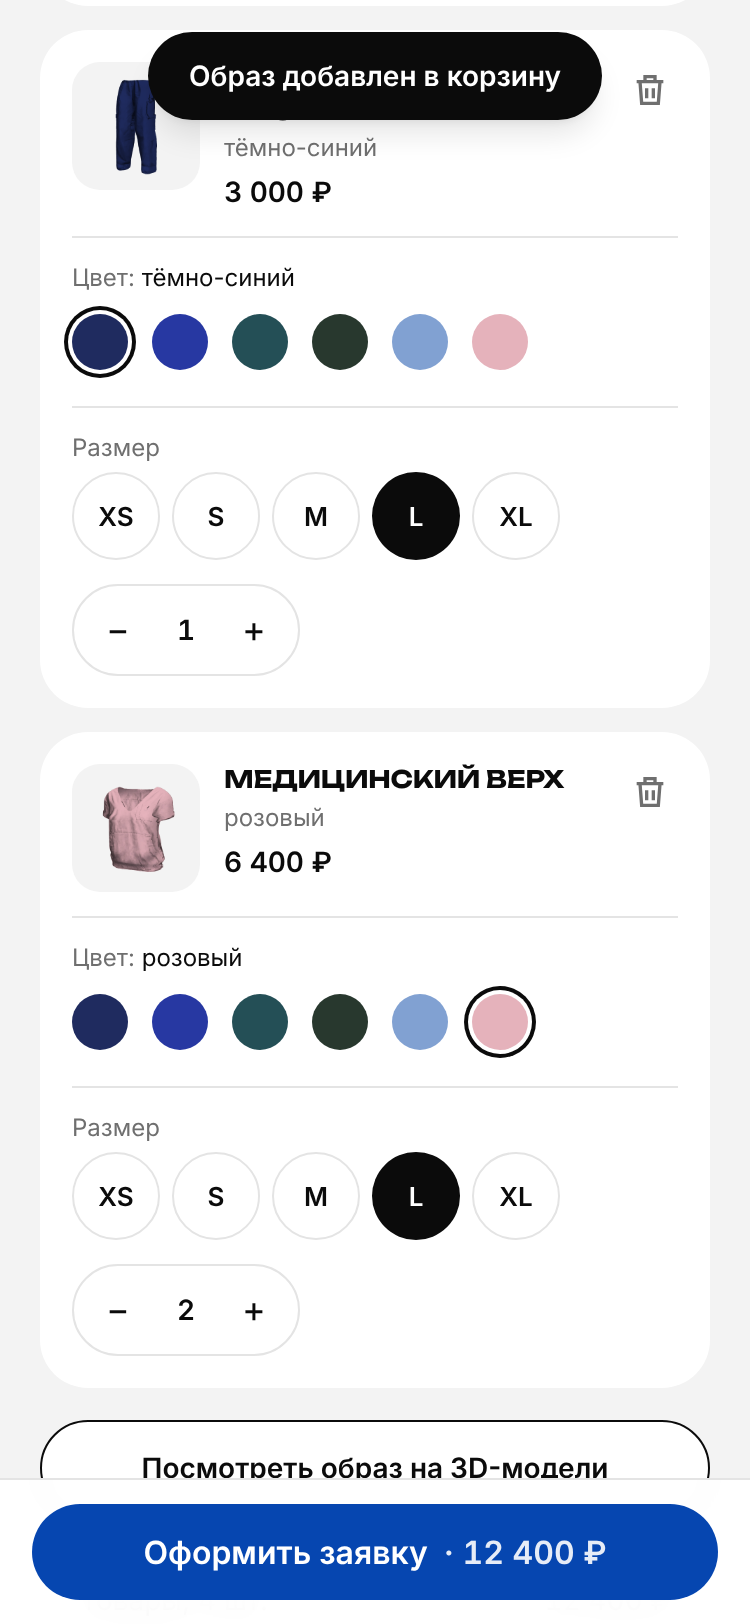 Образ добавлен в корзину
тёмно-синий
3 000 ₽
Цвет: тёмно-синий
Размер
XS S M L XL
− 1 +
МЕДИЦИНСКИЙ ВЕРХ
розовый
6 400 ₽
Цвет: розовый
Размер
XS S M L XL
− 2 +
Посмотреть образ на 3D-модели
Оформить заявку · 12 400 ₽